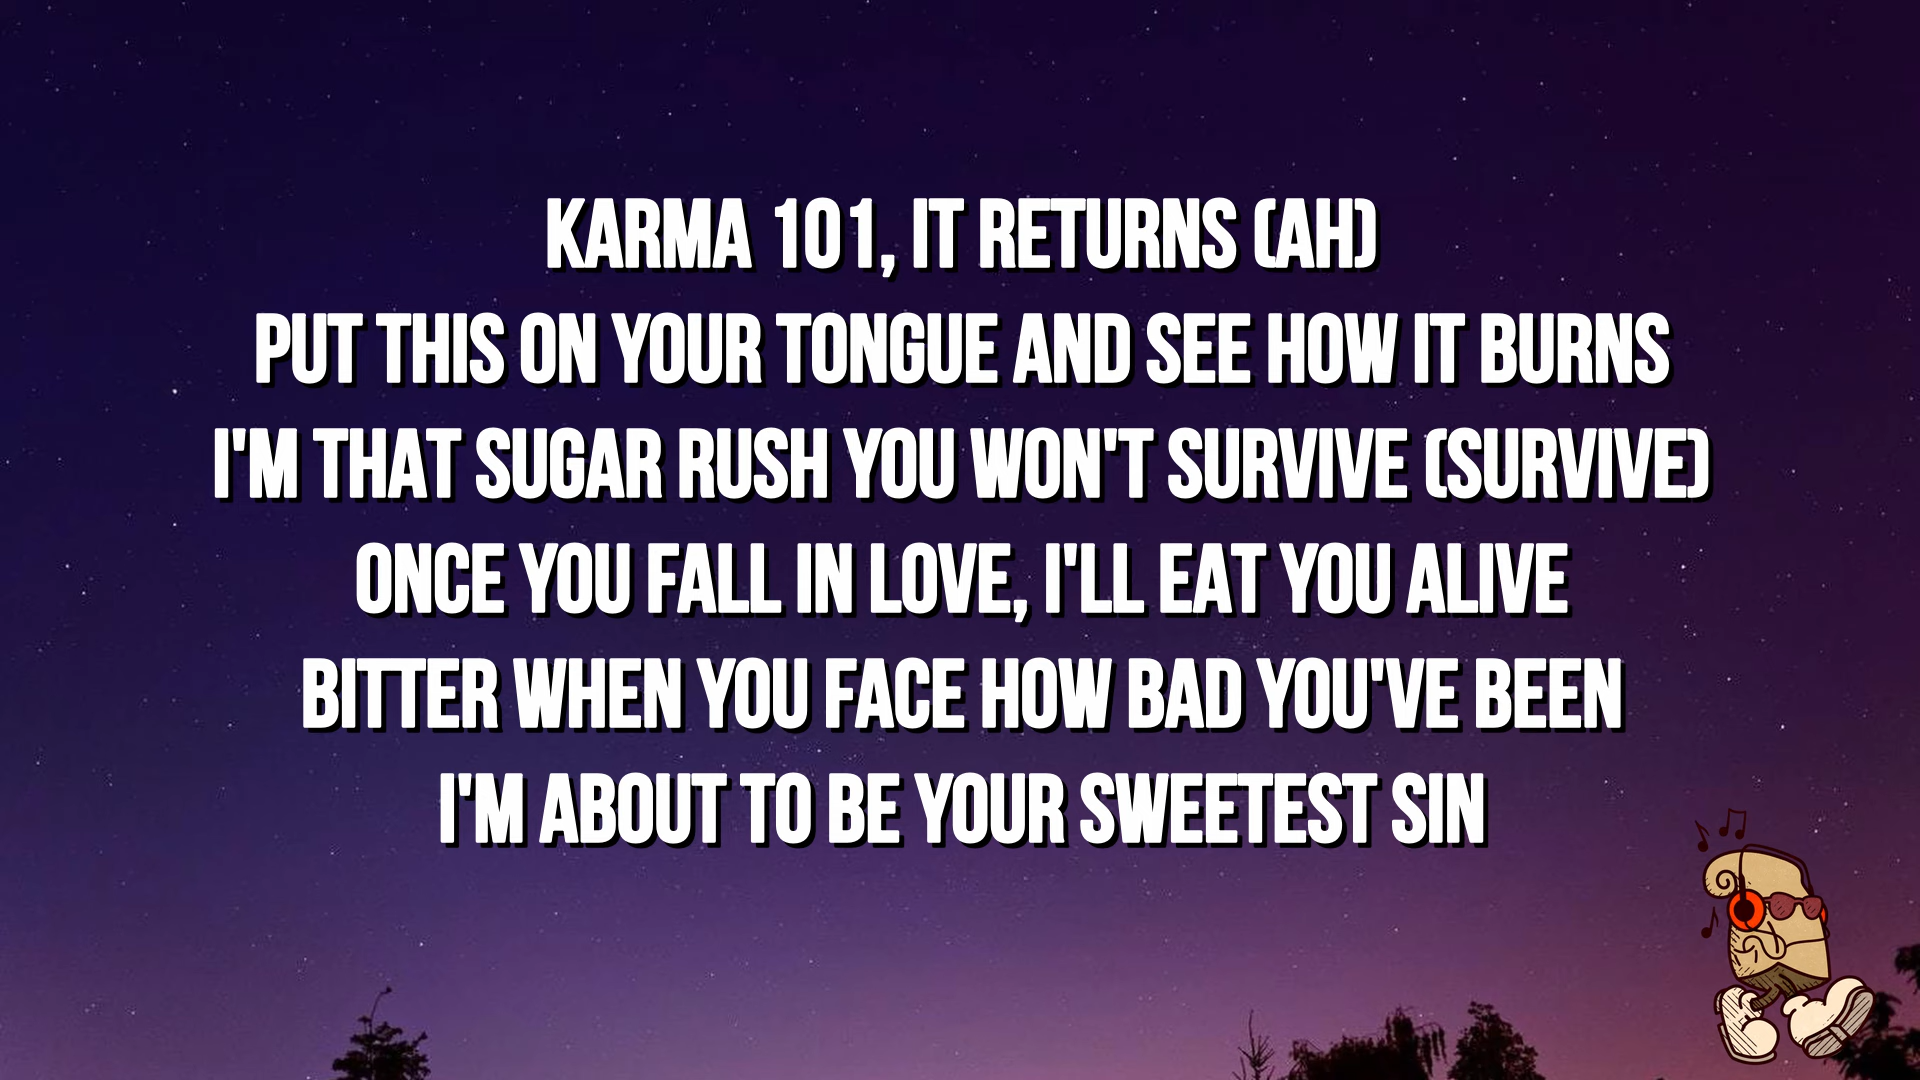 KARMA 101, IT RETURNS (AH)
PUT THIS ON YOUR TONGUE AND SEE HOW IT BURNS
I'M THAT SUGAR RUSH YOU WON'T SURVIVE (SURVIVE)
ONCE YOU FALL IN LOVE, I'LL EAT YOU ALIVE
BITTER WHEN YOU FACE HOW BAD YOU'VE BEEN
I'M ABOUT TO BE YOUR SWEETEST SIN